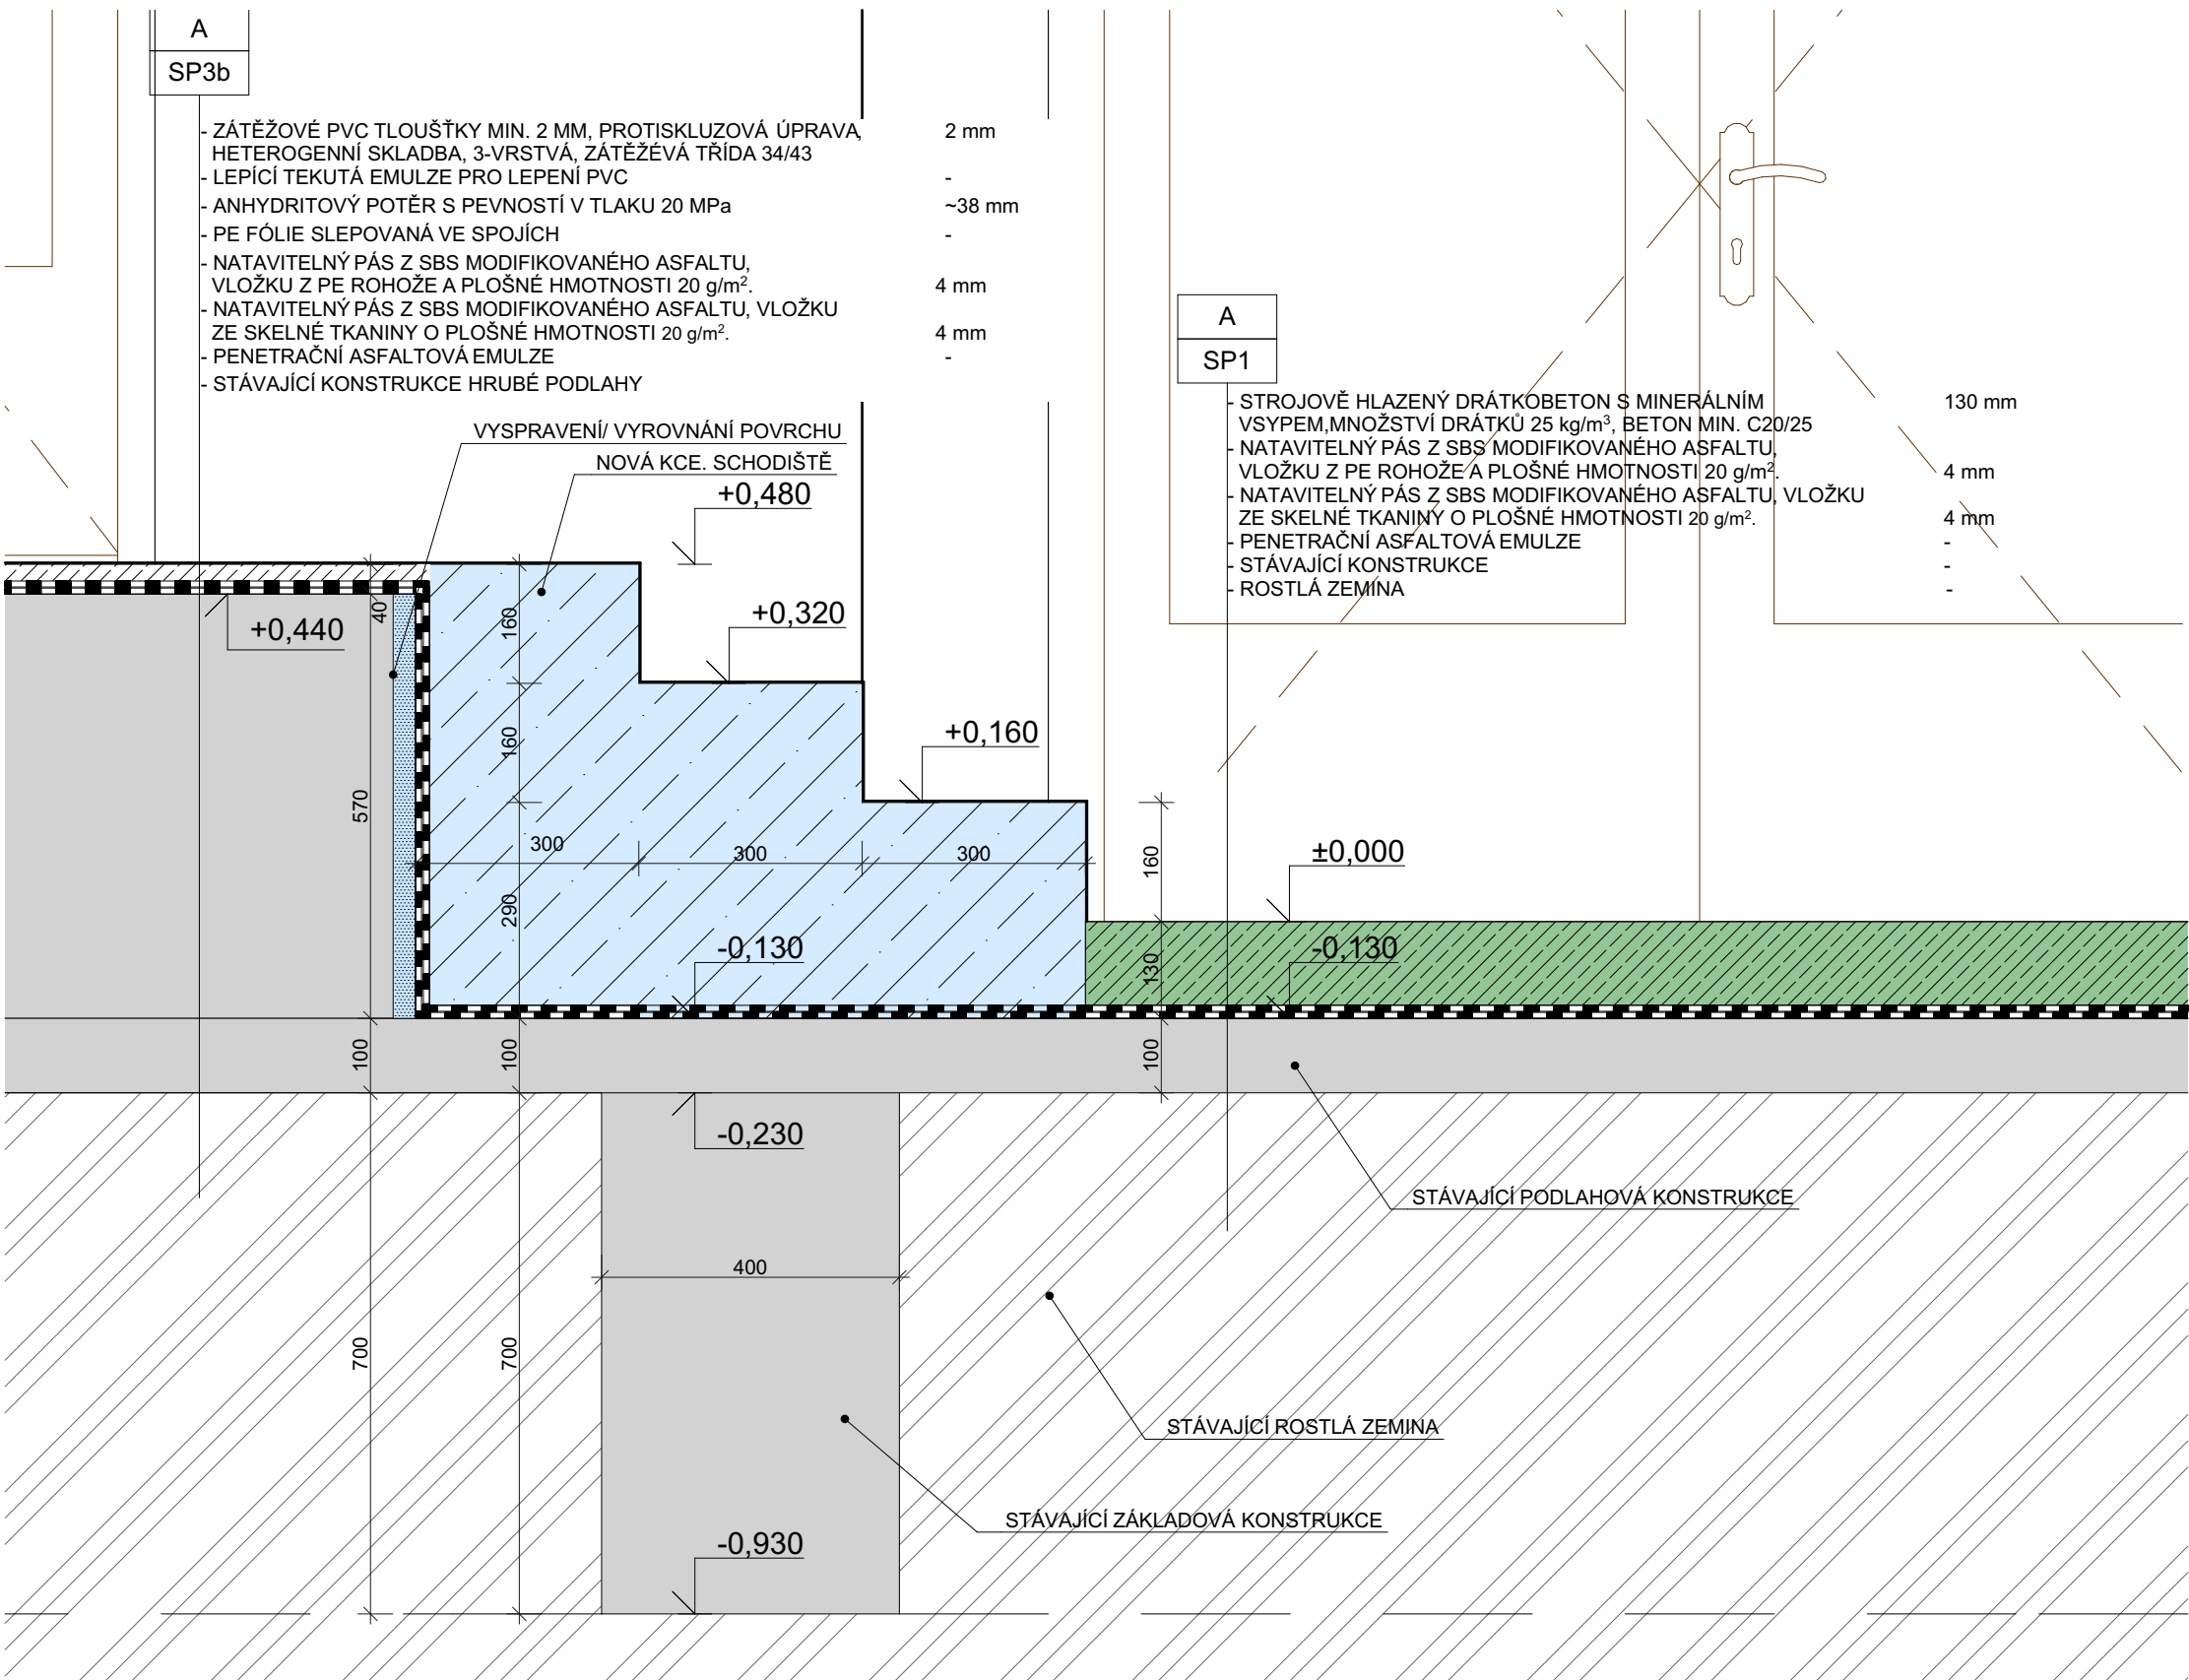 A
SP3b
- ZÁTĚŽOVÉ PVC TLOUŠŤKY MIN. 2 MM, PROTISKLUZOVÁ ÚPRAVA, 2 mm
HETEROGENNÍ SKLADBA, 3-VRSTVÁ, ZÁTĚŽÉVÁ TŘÍDA 34/43
- LEPÍCÍ TEKUTÁ EMULZE PRO LEPENÍ PVC -
- ANHYDRITOVÝ POTĚR S PEVNOSTÍ V TLAKU 20 MPa ~38 mm
- PE FÓLIE SLEPOVANÁ VE SPOJÍCH -
- NATAVITELNÝ PÁS Z SBS MODIFIKOVANÉHO ASFALTU,
VLOŽKU Z PE ROHOŽE A PLOŠNÉ HMOTNOSTI 20 g/m². 4 mm
- NATAVITELNÝ PÁS Z SBS MODIFIKOVANÉHO ASFALTU, VLOŽKU
ZE SKELNÉ TKANINY O PLOŠNÉ HMOTNOSTI 20 g/m². 4 mm
- PENETRAČNÍ ASFALTOVÁ EMULZE -
- STÁVAJÍCÍ KONSTRUKCE HRUBÉ PODLAHY
A
SP1
- STROJOVĚ HLAZENÝ DRÁTKOBETON S MINERÁLNÍM 130 mm
VSYPEM,MNOŽSTVÍ DRÁTKŮ 25 kg/m³, BETON MIN. C20/25
- NATAVITELNÝ PÁS Z SBS MODIFIKOVANÉHO ASFALTU,
VLOŽKU Z PE ROHOŽE A PLOŠNÉ HMOTNOSTI 20 g/m². 4 mm
- NATAVITELNÝ PÁS Z SBS MODIFIKOVANÉHO ASFALTU, VLOŽKU
ZE SKELNÉ TKANINY O PLOŠNÉ HMOTNOSTI 20 g/m². 4 mm
- PENETRAČNÍ ASFALTOVÁ EMULZE -
- STÁVAJÍCÍ KONSTRUKCE -
- ROSTLÁ ZEMINA -
VYSPRAVENÍ/ VYROVNÁNÍ POVRCHU
NOVÁ KCE. SCHODIŠTĚ
+0,480
+0,320
+0,440
40
160
+0,160
160
570
300
300
300
160
±0,000
290
-0,130
130
-0,130
100
100
100
-0,230
STÁVAJÍCÍ PODLAHOVÁ KONSTRUKCE
400
700
700
STÁVAJÍCÍ ROSTLÁ ZEMINA
STÁVAJÍCÍ ZÁKLADOVÁ KONSTRUKCE
-0,930